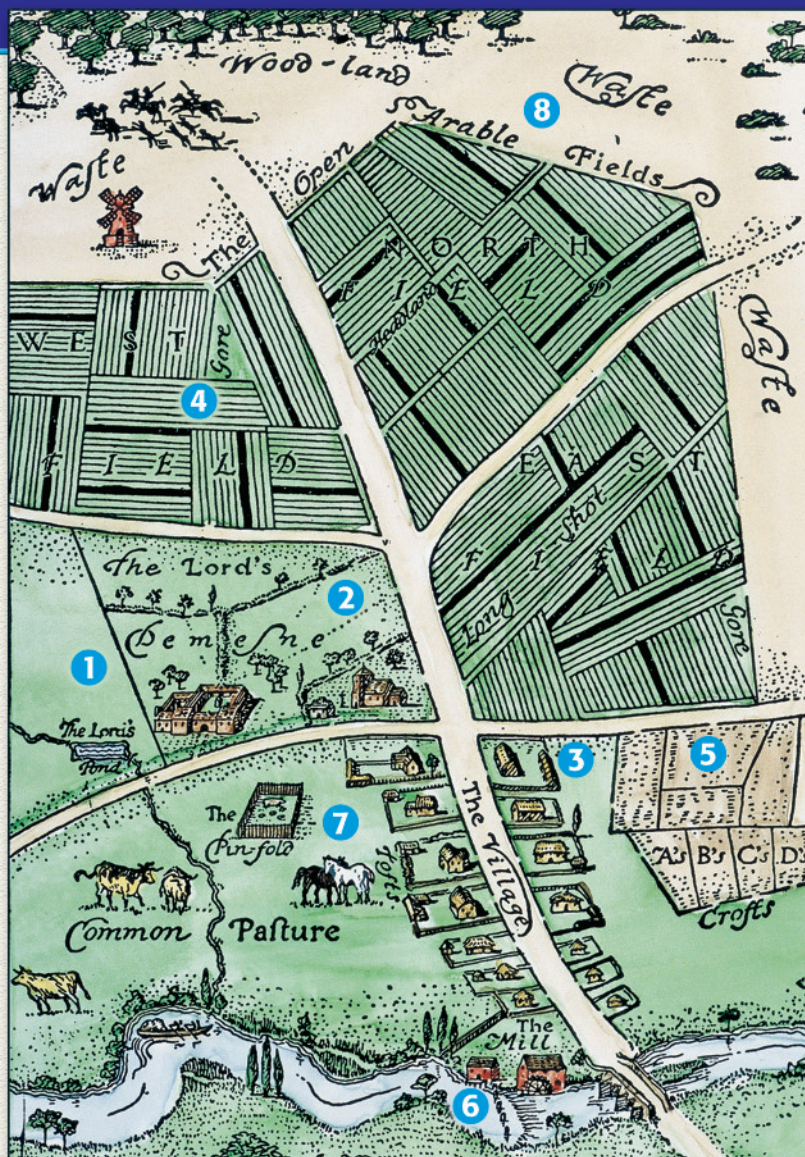 Wood-land
Waſte
8
Waſte
The Open Arable Fields
NORTH
FIELD
Headland
Waſte
WEST
Gore
4
FIELD
EAST
FIELD
Long Shot
Gore
The Lord's
2
Demesne
1
The Lord's
Pond
3
5
The
Pin-fold
7
Tofts
The Village
A's B's C's D's
Crofts
Common Paſture
The
Mill
6